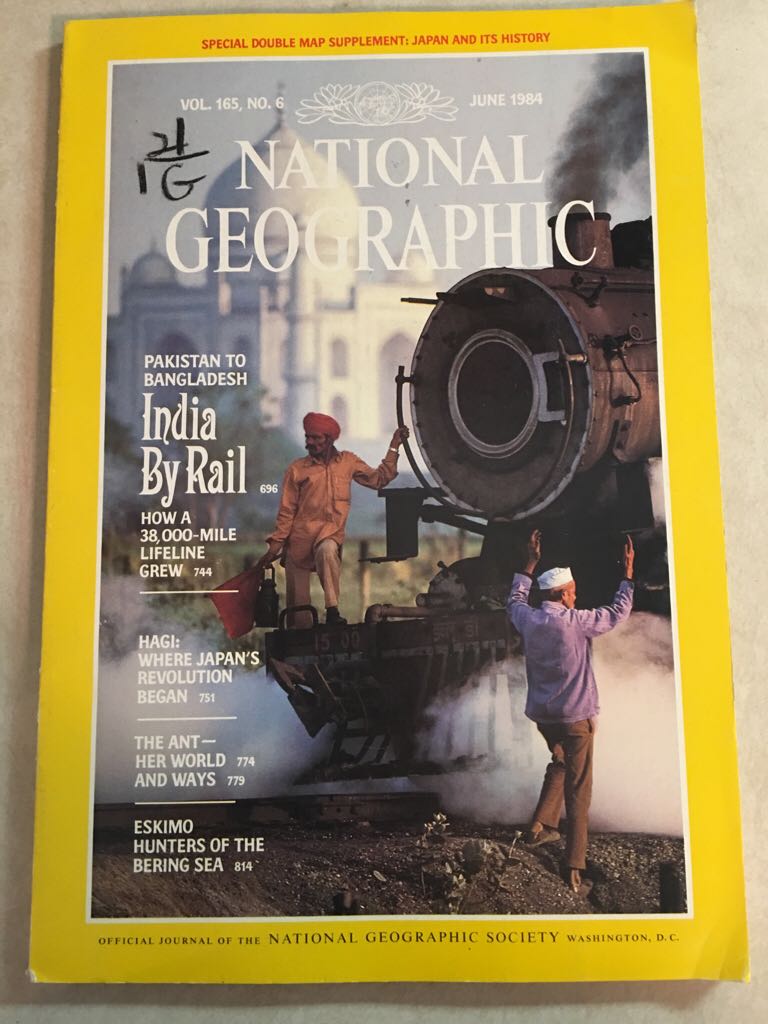 SPECIAL DOUBLE MAP SUPPLEMENT: JAPAN AND ITS HISTORY
VOL. 165, NO. 6
JUNE 1984
NATIONAL
GEOGRAPHIC
PAKISTAN TO
BANGLADESH
India
By Rail 696
HOW A
38,000-MILE
LIFELINE
GREW 744
HAGI:
WHERE JAPAN'S
REVOLUTION
BEGAN 751
THE ANT—
HER WORLD 774
AND WAYS 779
ESKIMO
HUNTERS OF THE
BERING SEA 814
15 00
OFFICIAL JOURNAL OF THE NATIONAL GEOGRAPHIC SOCIETY WASHINGTON, D.C.